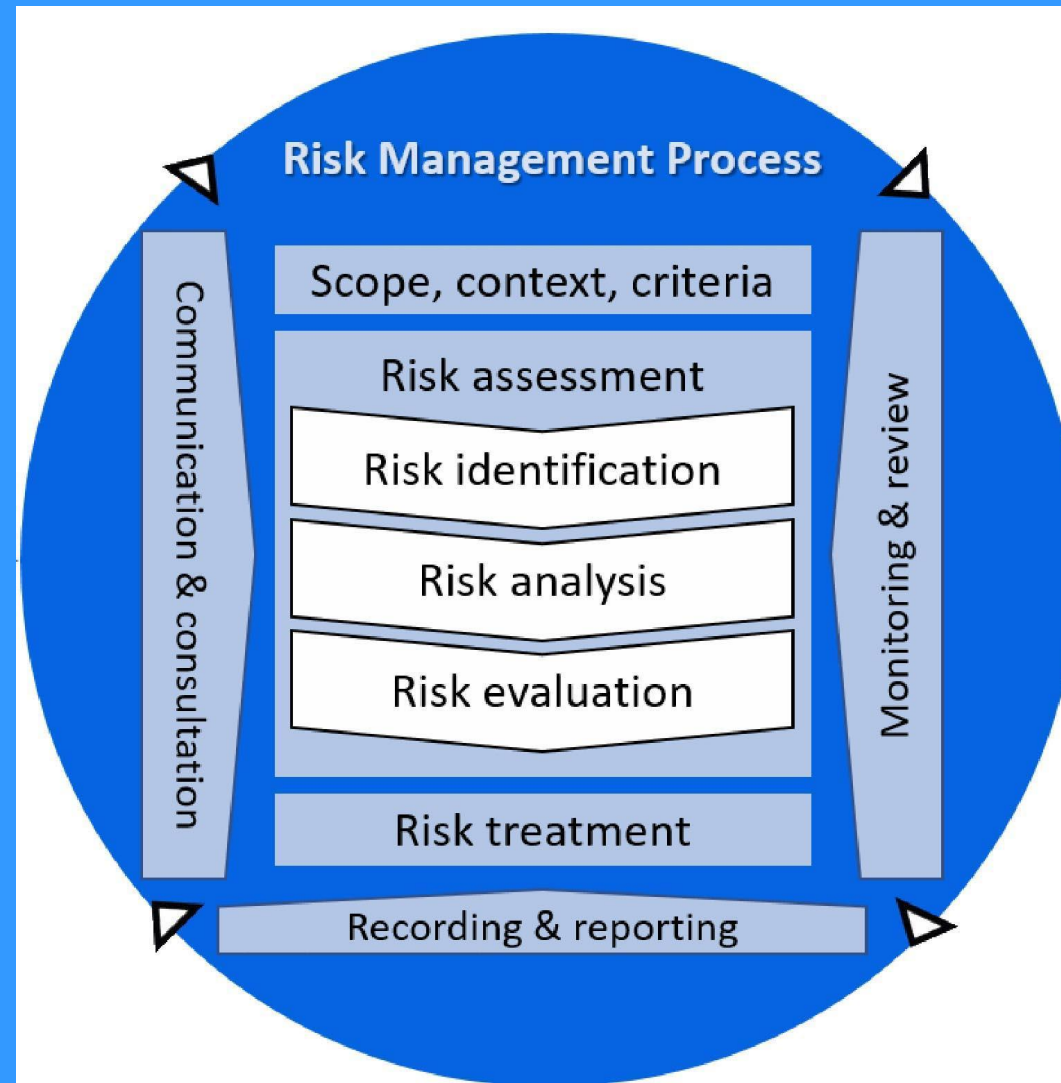 Risk Management Process
Scope, context, criteria
Risk assessment
Risk identification
Risk analysis
Risk evaluation
Risk treatment
Recording & reporting
Communication & consultation
Monitoring & review